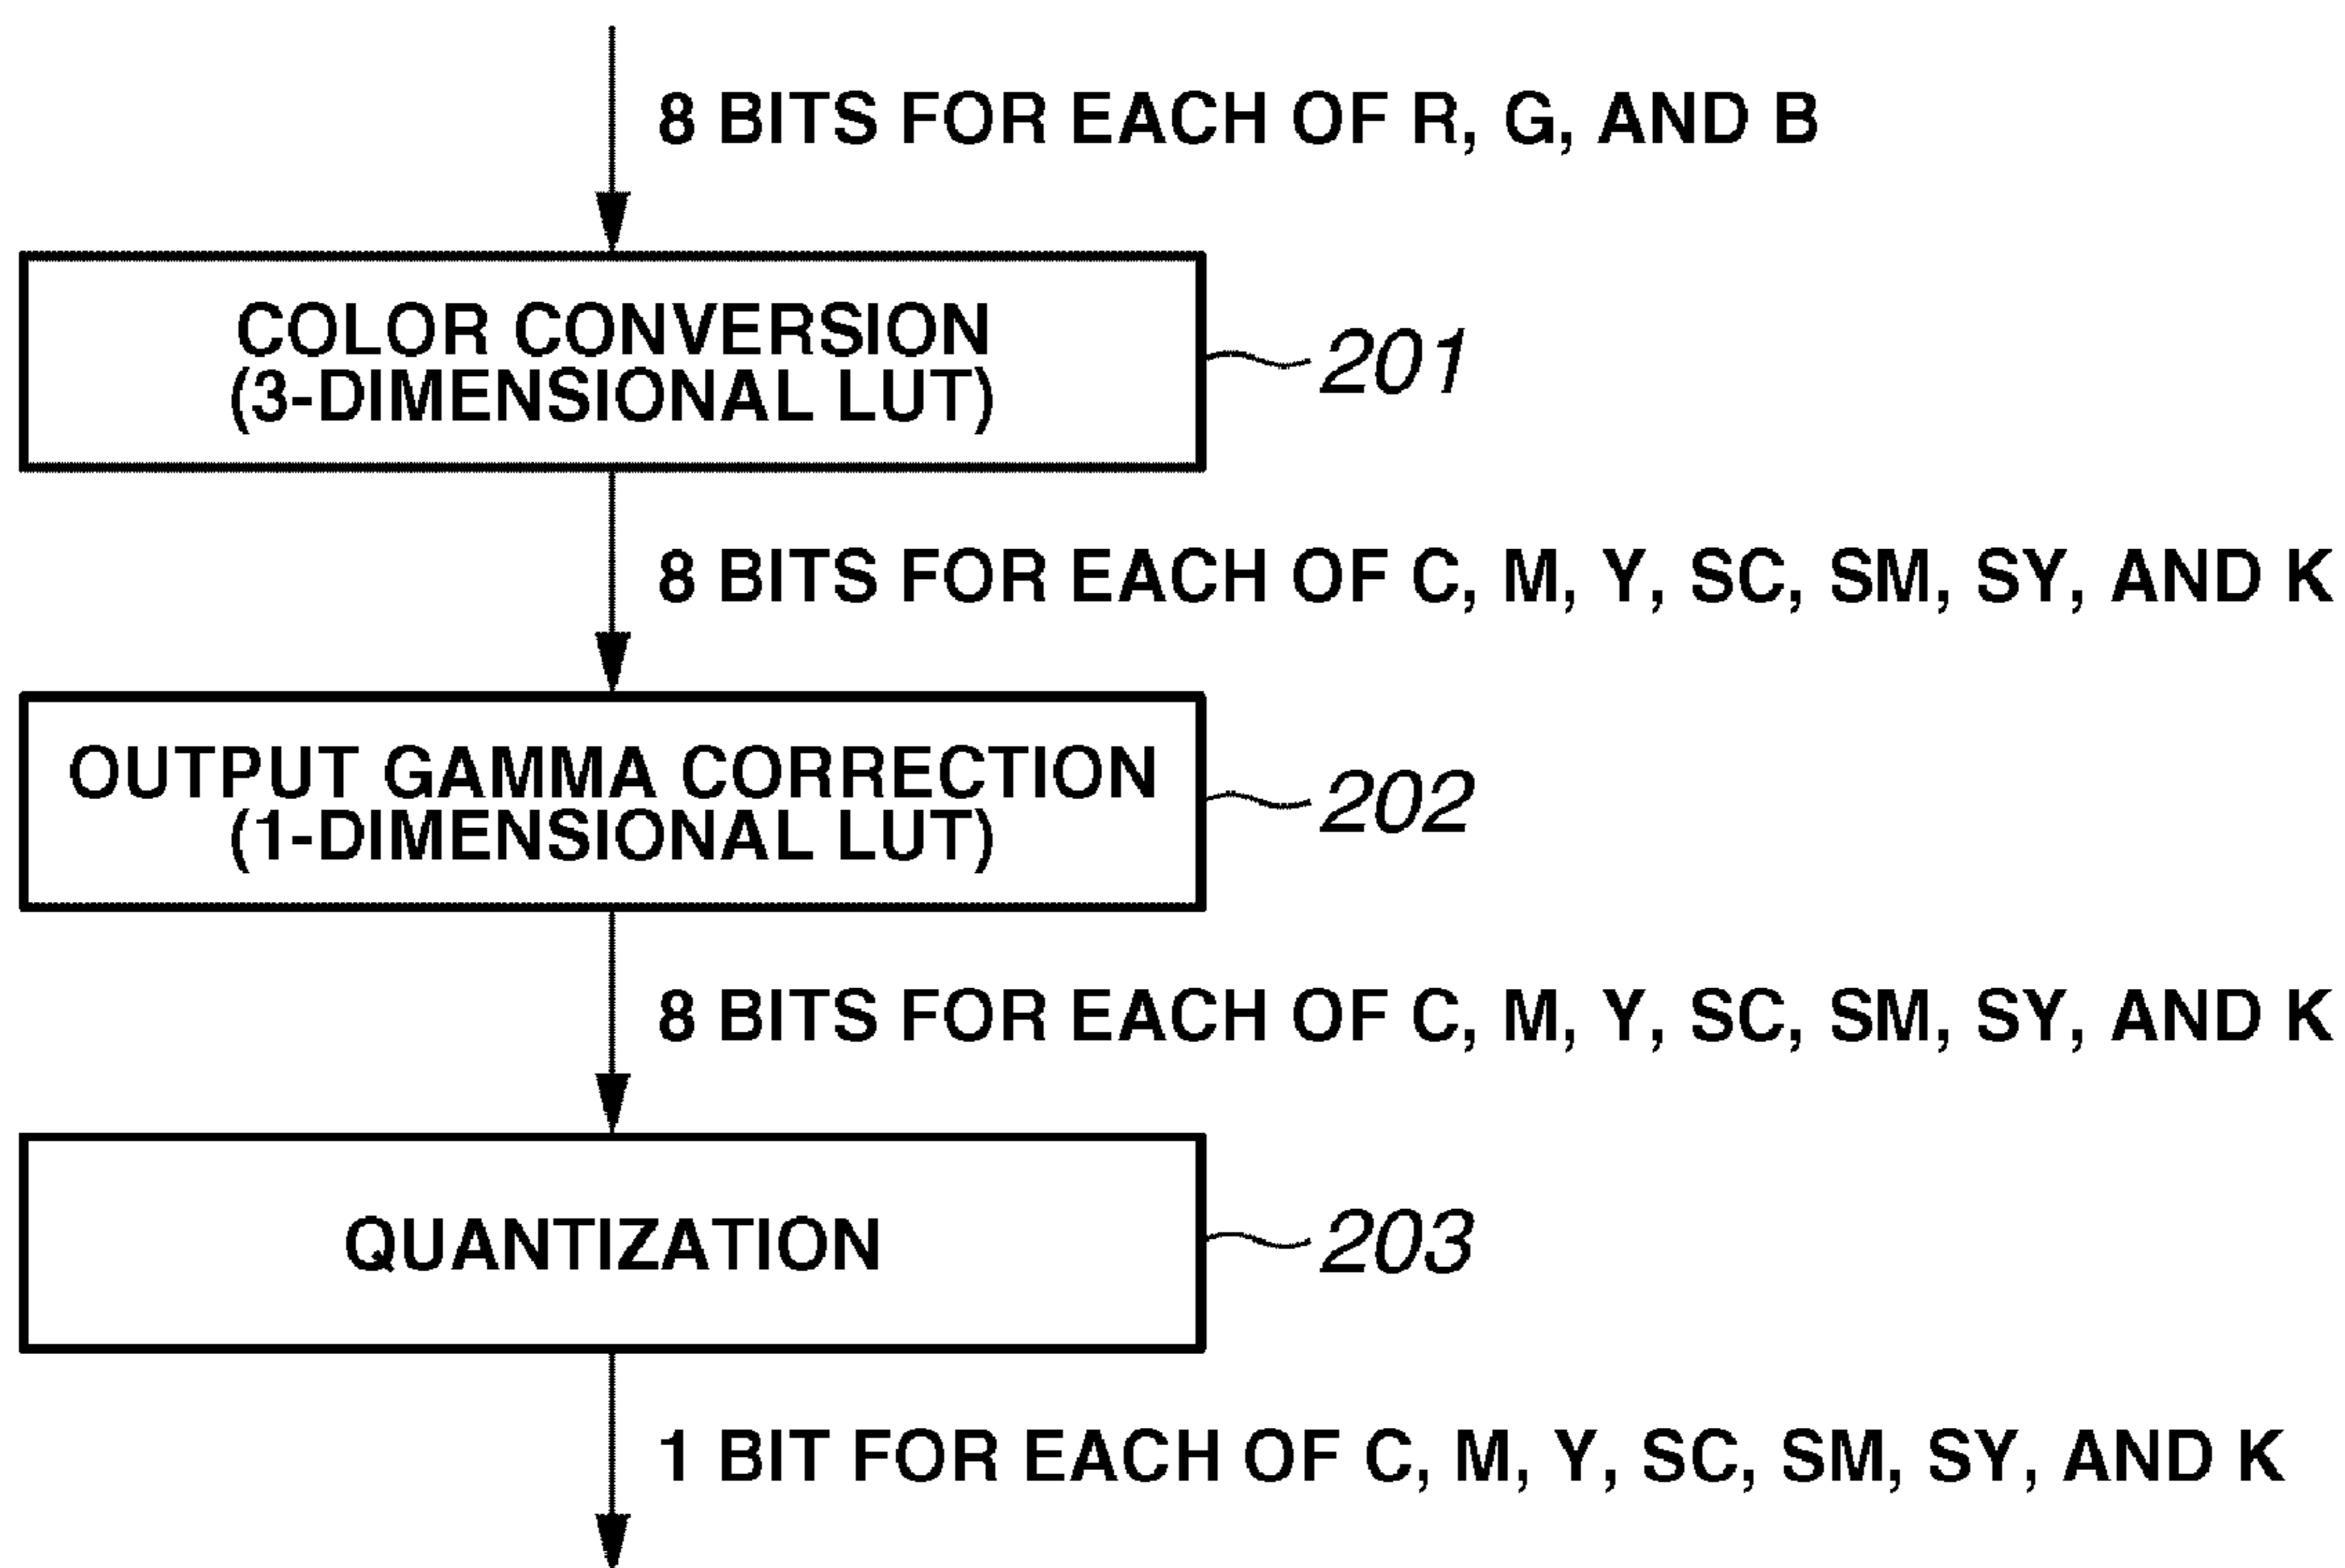 8 BITS FOR EACH OF R, G, AND B
COLOR CONVERSION
(3-DIMENSIONAL LUT)
201
8 BITS FOR EACH OF C, M, Y, SC, SM, SY, AND K
OUTPUT GAMMA CORRECTION
(1-DIMENSIONAL LUT)
202
8 BITS FOR EACH OF C, M, Y, SC, SM, SY, AND K
QUANTIZATION
203
1 BIT FOR EACH OF C, M, Y, SC, SM, SY, AND K